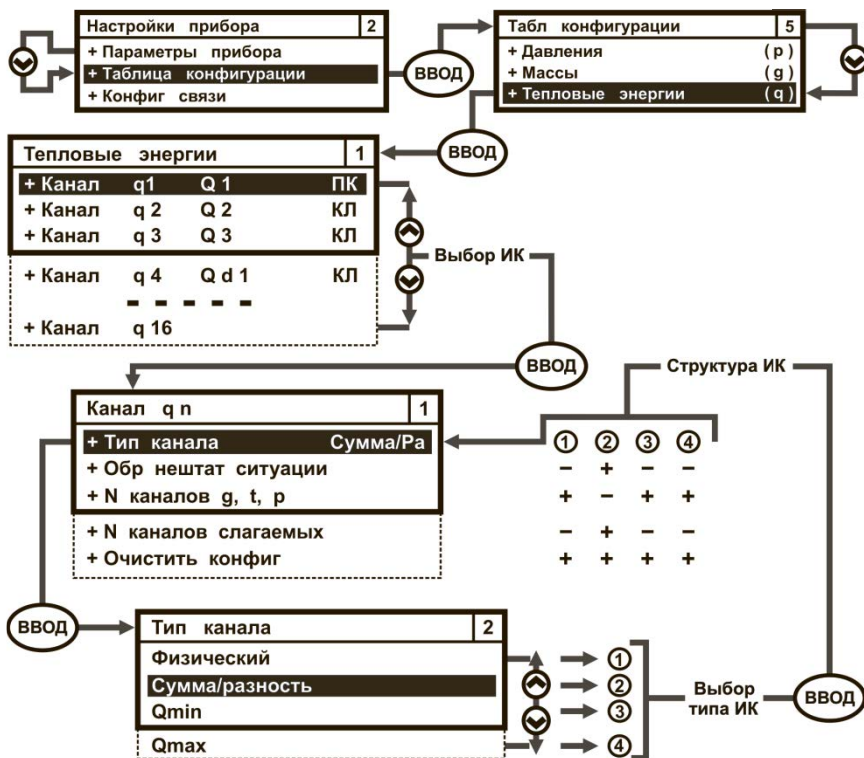 Настройки прибора 2
+ Параметры прибора
+ Таблица конфигурации
+ Конфиг связи
ВВОД
Табл конфигурации 5
+ Давления (p)
+ Массы (g)
+ Тепловые энергии (q)
ВВОД
Тепловые энергии 1
+ Канал q1 Q 1 ПК
+ Канал q 2 Q 2 КЛ
+ Канал q 3 Q 3 КЛ
+ Канал q 4 Q d 1 КЛ
- - - - -
+ Канал q 16
Выбор ИК
ВВОД
Структура ИК
Канал q n 1
+ Тип канала Сумма/Ра
+ Обр нештат ситуации
+ N каналов g, t, p
+ N каналов слагаемых
+ Очистить конфиг
1 2 3 4
– + – –
+ – + +
– + – –
+ + + +
ВВОД
Тип канала 2
Физический
Сумма/разность
Qmin
Qmax
1
2
3
4
Выбор
типа ИК
ВВОД